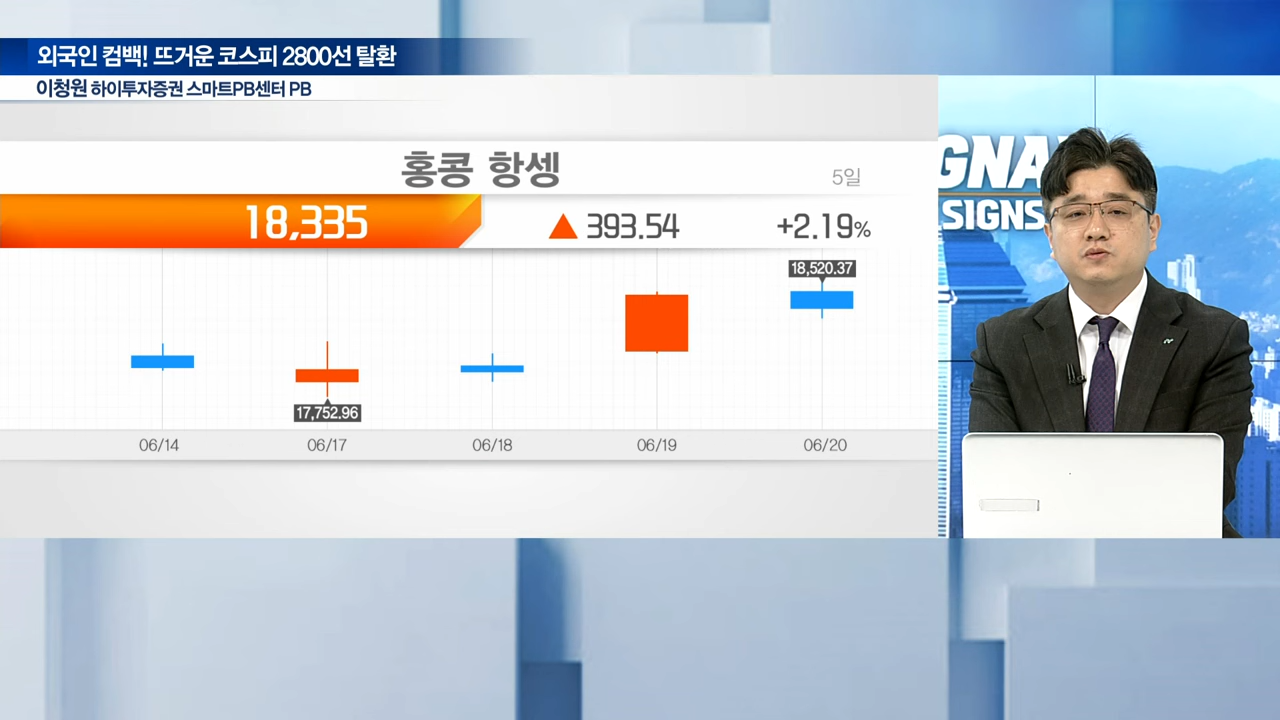 외국인 컴백! 뜨거운 코스피 2800선 탈환
이청원 하이투자증권 스마트PB센터 PB
홍콩 항셍
5일
18,335 ▲ 393.54 +2.19%
18,520.37
17,752.96
06/14 06/17 06/18 06/19 06/20
GNA
SIGNS